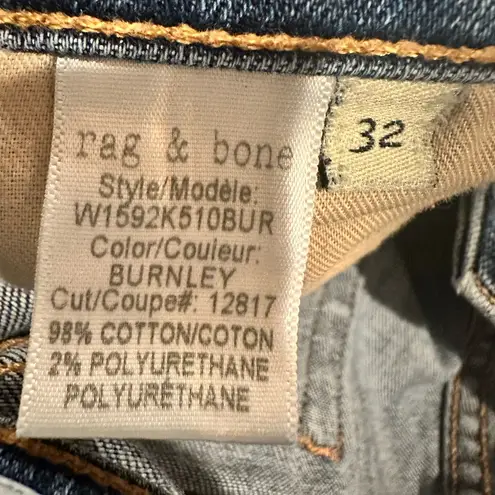 rag & bone
Style/Modèle:
W1592K510BUR
Color/Couleur:
BURNLEY
Cut/Coupe#: 12817
98% COTTON/COTON
2% POLYURETHANE
POLYURÉTHANE
32